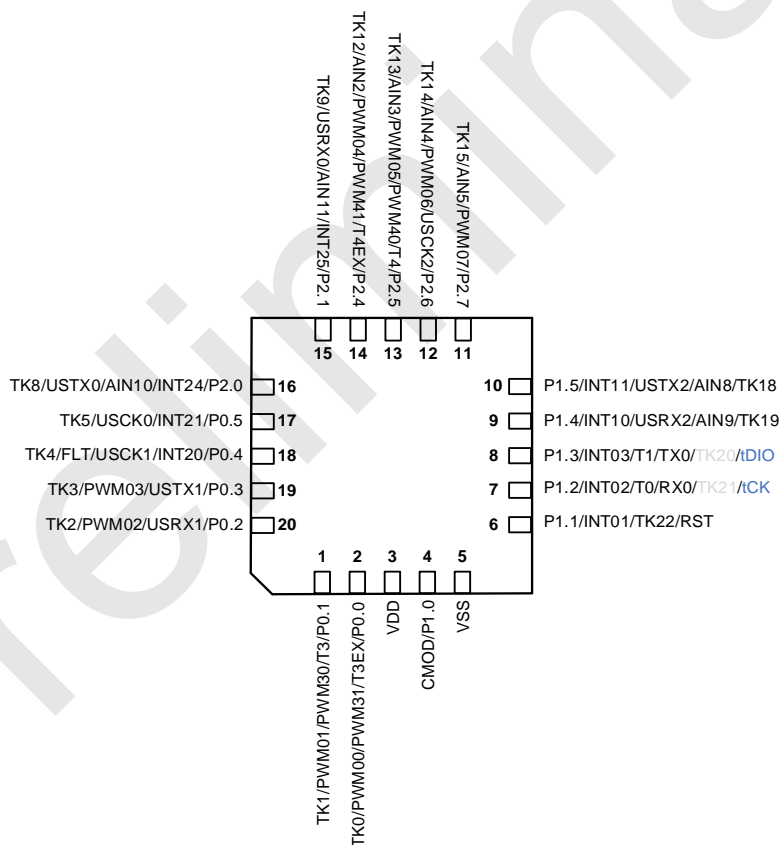 relimina
TK9/USRX0/AIN11/INT25/P2.1
TK12/AIN2/PWM04/PWM41/T4EX/P2.4
TK13/AIN3/PWM05/PWM40/T4/P2.5
TK14/AIN4/PWM06/USCK2/P2.6
TK15/AIN5/PWM07/P2.7
15 14 13 12 11
TK8/USTX0/AIN10/INT24/P2.0 16
TK5/USCK0/INT21/P0.5 17
TK4/FLT/USCK1/INT20/P0.4 18
TK3/PWM03/USTX1/P0.3 19
TK2/PWM02/USRX1/P0.2 20
10 P1.5/INT11/USTX2/AIN8/TK18
9 P1.4/INT10/USRX2/AIN9/TK19
8 P1.3/INT03/T1/TX0/TK20/tDIO
7 P1.2/INT02/T0/RX0/TK21/tCK
6 P1.1/INT01/TK22/RST
1 2 3 4 5
TK1/PWM01/PWM30/T3/P0.1
TK0/PWM00/PWM31/T3EX/P0.0
VDD
CMOD/P1.0
VSS